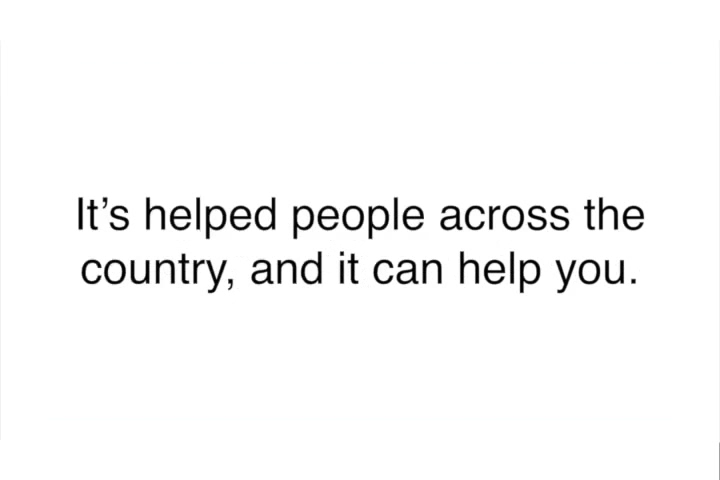 It’s helped people across the
country, and it can help you.